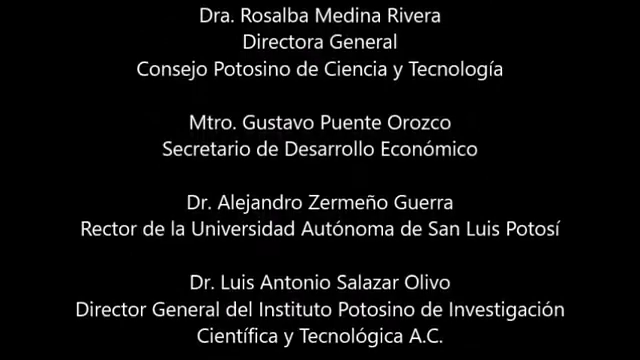 Dra. Rosalba Medina Rivera
Directora General
Consejo Potosino de Ciencia y Tecnología
Mtro. Gustavo Puente Orozco
Secretario de Desarrollo Económico
Dr. Alejandro Zermeño Guerra
Rector de la Universidad Autónoma de San Luis Potosí
Dr. Luis Antonio Salazar Olivo
Director General del Instituto Potosino de Investigación
Científica y Tecnológica A.C.